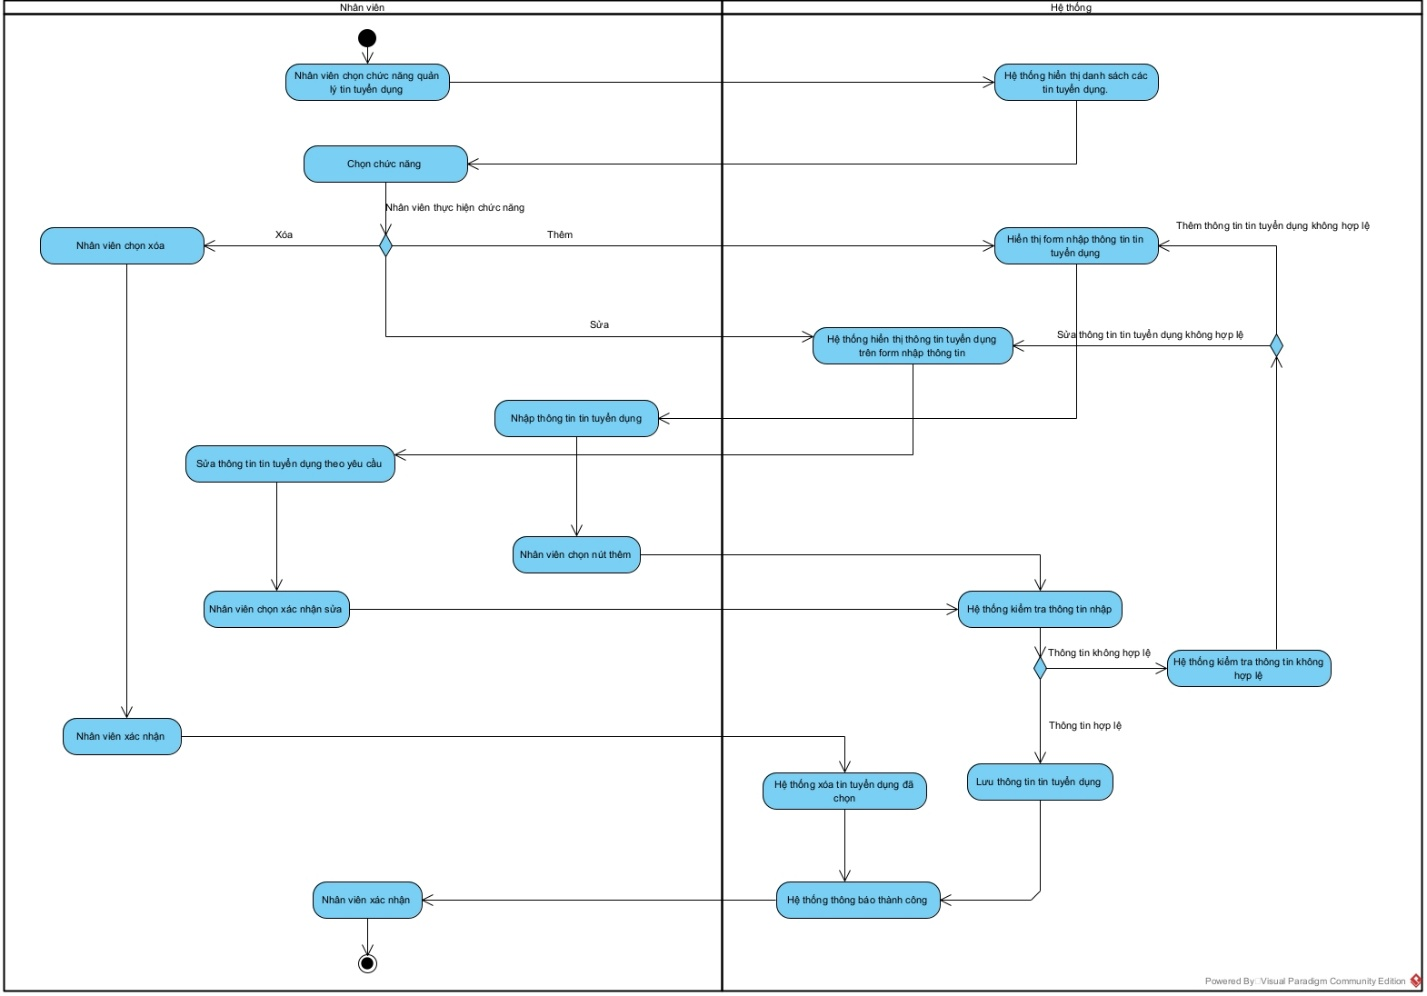 Nhân viên
Hệ thống
Nhân viên chọn chức năng quản
lý tin tuyển dụng
Hệ thống hiển thị danh sách các
tin tuyển dụng.
Chọn chức năng
Nhân viên thực hiện chức năng
Thêm thông tin tin tuyển dụng không hợp lệ
Xóa
Thêm
Nhân viên chọn xóa
Hiển thị form nhập thông tin tin
tuyển dụng
Sửa
Sửa thông tin tin tuyển dụng không hợp lệ
Hệ thống hiển thị thông tin tuyển dụng
trên form nhập thông tin
Nhập thông tin tin tuyển dụng
Sửa thông tin tin tuyển dụng theo yêu cầu
Nhân viên chọn nút thêm
Nhân viên chọn xác nhận sửa
Hệ thống kiểm tra thông tin nhập
Thông tin không hợp lệ
Hệ thống kiểm tra thông tin không
hợp lệ
Thông tin hợp lệ
Nhân viên xác nhận
Hệ thống xóa tin tuyển dụng đã
chọn
Lưu thông tin tin tuyển dụng
Nhân viên xác nhận
Hệ thống thông báo thành công
Powered By Visual Paradigm Community Edition